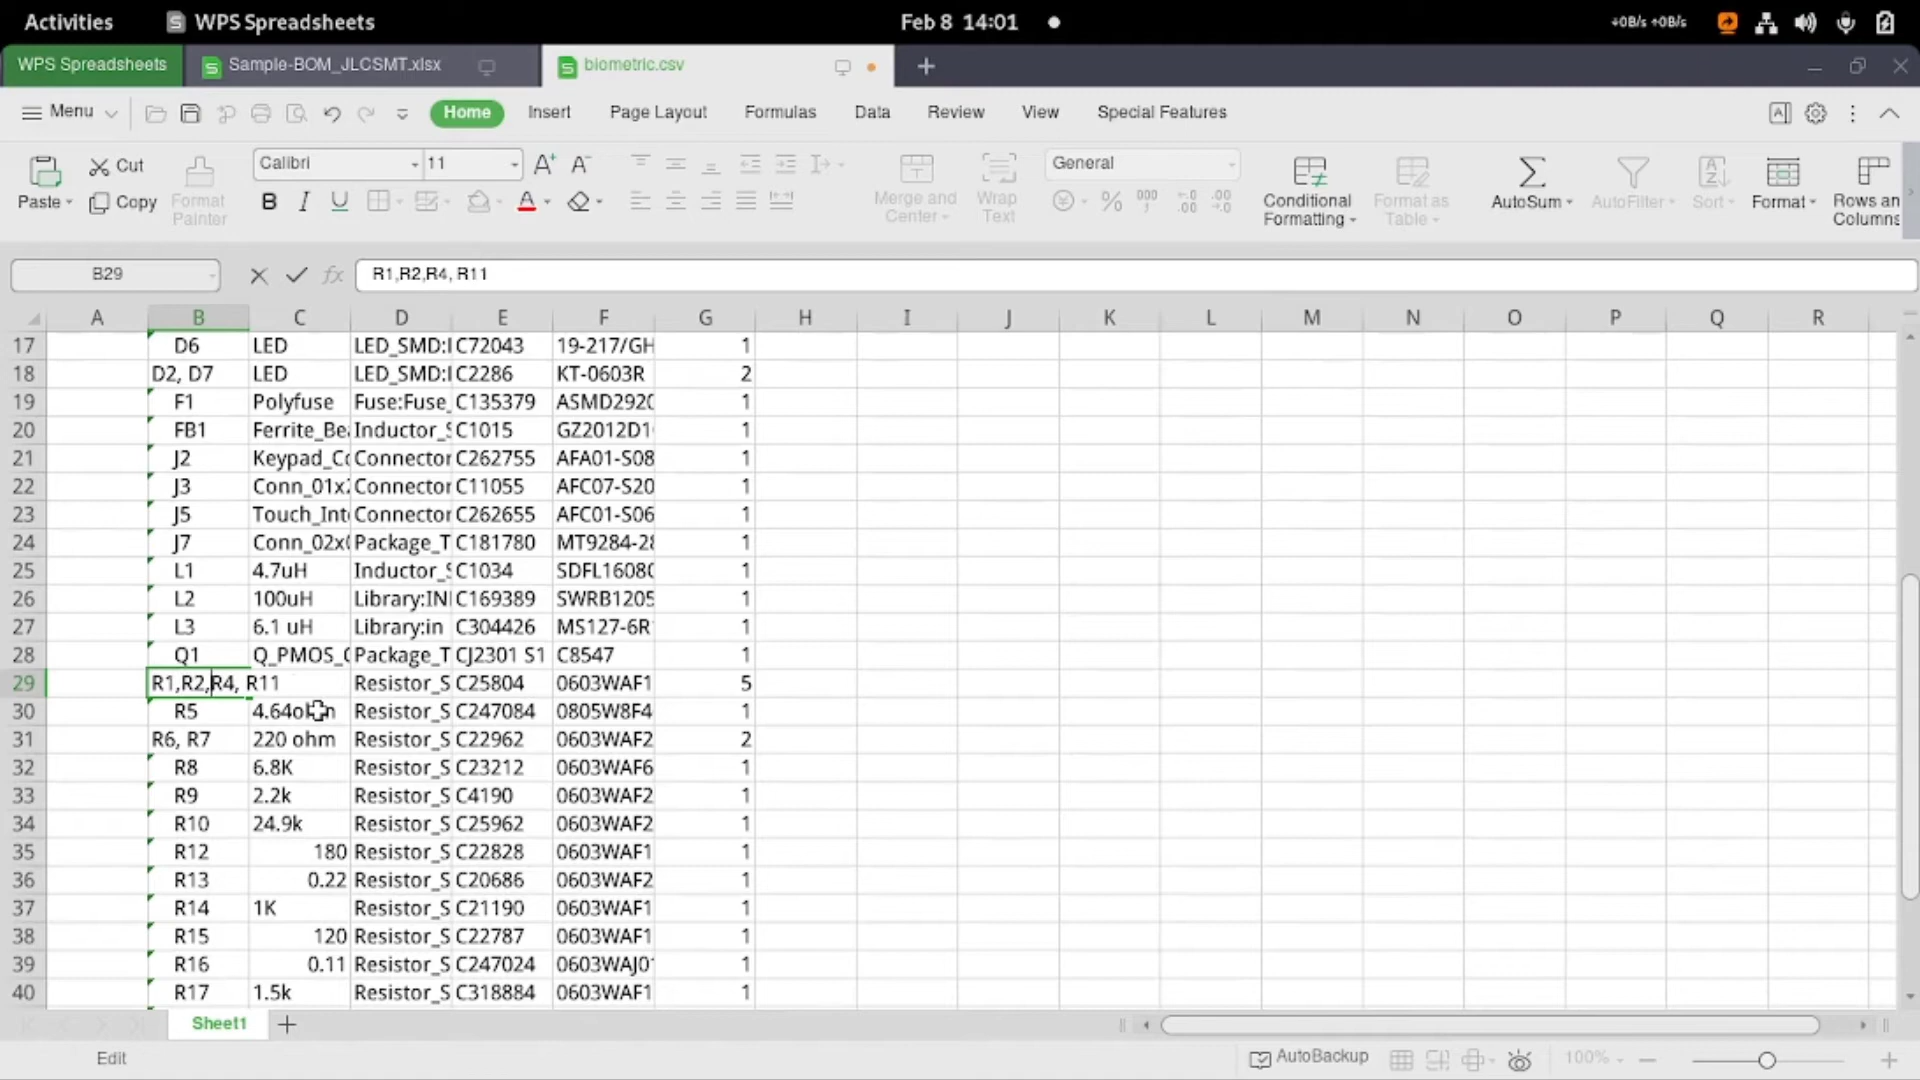 Activities WPS Spreadsheets Feb 8 14:01 ↓0B/s ↑0B/s
WPS Spreadsheets Sample-BOM_JLCSMT.xlsx biometric.csv
Menu Home Insert Page Layout Formulas Data Review View Special Features
Paste Cut Copy Format Painter Calibri 11 General
Merge and Center Wrap Text Conditional Formatting Format as Table AutoSum AutoFilter Sort Format Rows an Columns
B29 fx R1,R2,R4, R11
A B C D E F G H I J K L M N O P Q R
17 D6 LED LED_SMD:I C72043 19-217/GH 1
18 D2, D7 LED LED_SMD:I C2286 KT-0603R 2
19 F1 Polyfuse Fuse:Fuse_ C135379 ASMD2920 1
20 FB1 Ferrite_Be Inductor_S C1015 GZ2012D1 1
21 J2 Keypad_Co Connector C262755 AFA01-S08 1
22 J3 Conn_01x2 Connector C11055 AFC07-S20 1
23 J5 Touch_Int Connector C262655 AFC01-S06 1
24 J7 Conn_02x Package_T C181780 MT9284-28 1
25 L1 4.7uH Inductor_S C1034 SDFL1608 1
26 L2 100uH Library:IN C169389 SWRB1205 1
27 L3 6.1 uH Library:in C304426 MS127-6R 1
28 Q1 Q_PMOS_ Package_T CJ2301 S1 C8547 1
29 R1,R2,R4, R11 Resistor_S C25804 0603WAF1 5
30 R5 4.64ohm Resistor_S C247084 0805W8F4 1
31 R6, R7 220 ohm Resistor_S C22962 0603WAF2 2
32 R8 6.8K Resistor_S C23212 0603WAF6 1
33 R9 2.2k Resistor_S C4190 0603WAF2 1
34 R10 24.9k Resistor_S C25962 0603WAF2 1
35 R12 180 Resistor_S C22828 0603WAF1 1
36 R13 0.22 Resistor_S C20686 0603WAF2 1
37 R14 1K Resistor_S C21190 0603WAF1 1
38 R15 120 Resistor_S C22787 0603WAF1 1
39 R16 0.11 Resistor_S C247024 0603WAJ0 1
40 R17 1.5k Resistor_S C318884 0603WAF1 1
Sheet1
Edit AutoBackup 100%